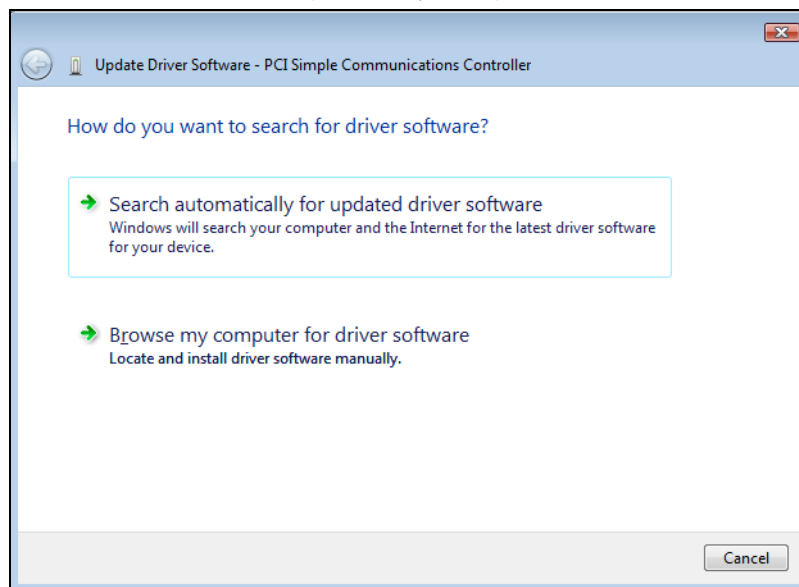 Update Driver Software - PCI Simple Communications Controller
How do you want to search for driver software?
Search automatically for updated driver software
Windows will search your computer and the Internet for the latest driver software
for your device.
Browse my computer for driver software
Locate and install driver software manually.
Cancel